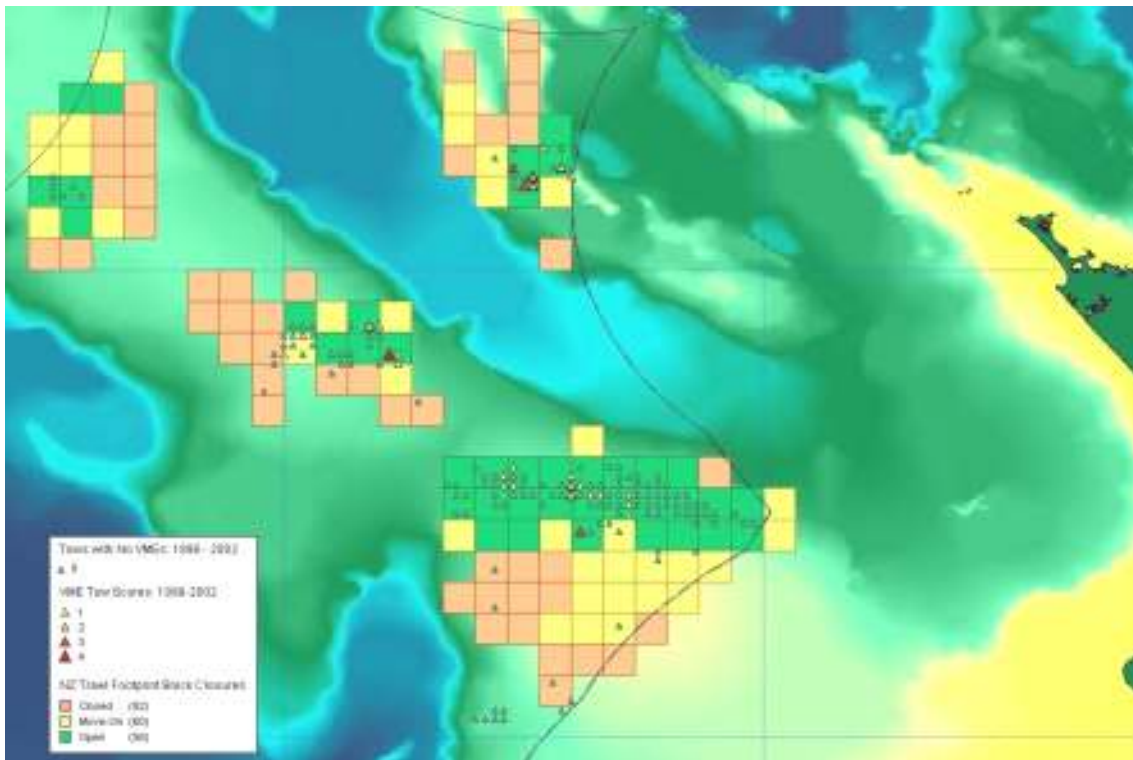 Tows with No VMEs: 1998 - 2002
0
VME Tow Scores: 1998-2002
1
2
3
4
NZ Trawl Footprint Block Closures
Closed
Move On
Open